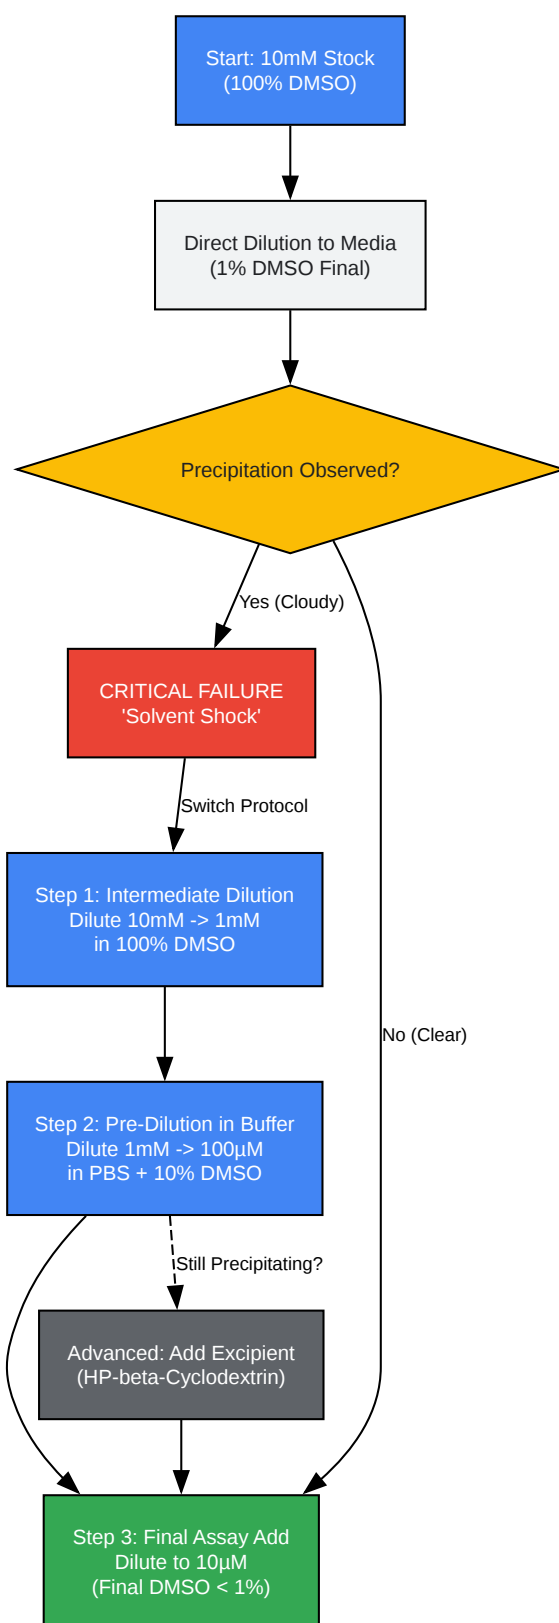 Start: 10mM Stock
(100% DMSO)
Direct Dilution to Media
(1% DMSO Final)
Precipitation Observed?
Yes (Cloudy)
CRITICAL FAILURE
'Solvent Shock'
Switch Protocol
Step 1: Intermediate Dilution
Dilute 10mM -> 1mM
in 100% DMSO
No (Clear)
Step 2: Pre-Dilution in Buffer
Dilute 1mM -> 100µM
in PBS + 10% DMSO
Still Precipitating?
Advanced: Add Excipient
(HP-beta-Cyclodextrin)
Step 3: Final Assay Add
Dilute to 10µM
(Final DMSO < 1%)